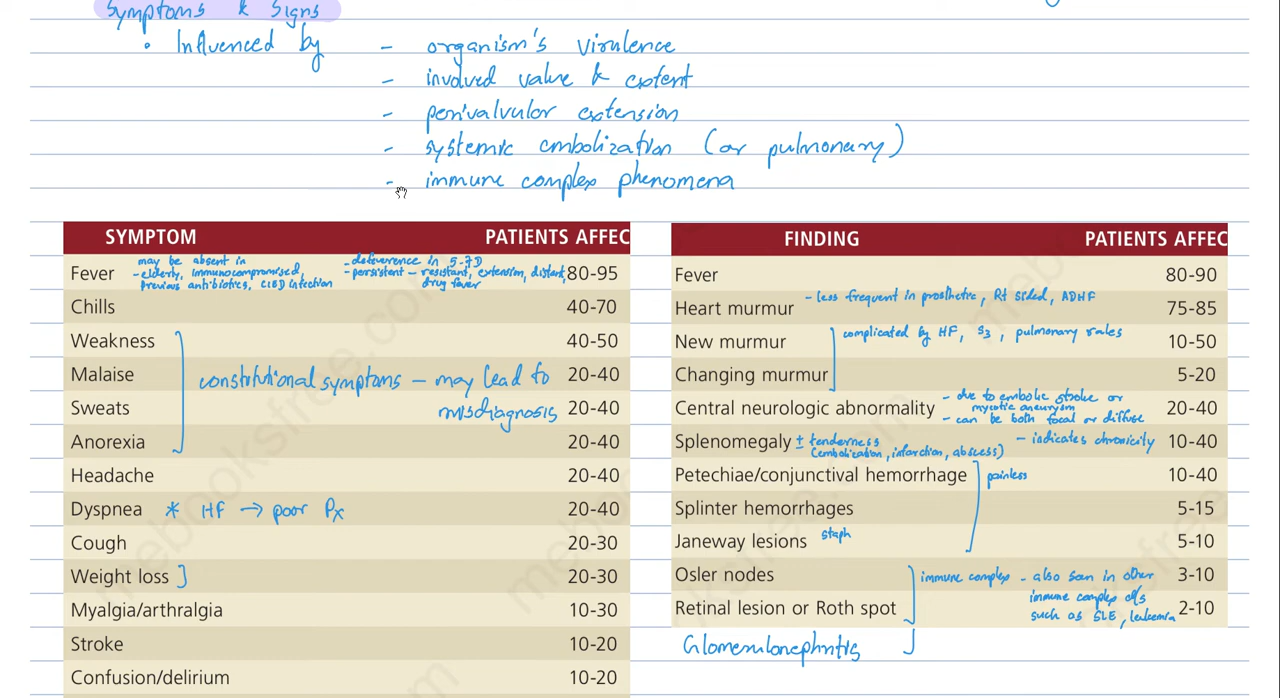 Symptoms & Signs
• Influenced by - organism's virulence
- involved valve & extent
- perivalvular extension
- systemic embolization (or pulmonary)
- immune complex phenomena
SYMPTOM PATIENTS AFFEC
Fever 80-95
may be absent in
- elderly, immunocompromised,
previous antibiotics, CIED infection
- defervence in 5-7D
- persistent - resistant, extension, distant,
drug fever
Chills 40-70
Weakness 40-50
Malaise 20-40
Sweats 20-40
Anorexia 20-40
constitutional symptoms - may lead to
misdiagnosis
Headache 20-40
Dyspnea * HF → poor Px 20-40
Cough 20-30
Weight loss 20-30
Myalgia/arthralgia 10-30
Stroke 10-20
Confusion/delirium 10-20
FINDING PATIENTS AFFEC
Fever 80-90
Heart murmur - less frequent in prosthetic, Rt sided, ADHF 75-85
New murmur 10-50
complicated by HF, S3, pulmonary rales
Changing murmur 5-20
Central neurologic abnormality 20-40
- due to embolic stroke or
mycotic aneurysm
- can be both focal or diffuse
Splenomegaly ± tenderness - indicates chronicity 10-40
(embolization, infarction, abscess)
Petechiae/conjunctival hemorrhage painless 10-40
Splinter hemorrhages 5-15
Janeway lesions staph 5-10
Osler nodes 3-10
Retinal lesion or Roth spot 2-10
immune complex - also seen in other
immune complex d/s
such as SLE, leukemia
Glomerulonephritis